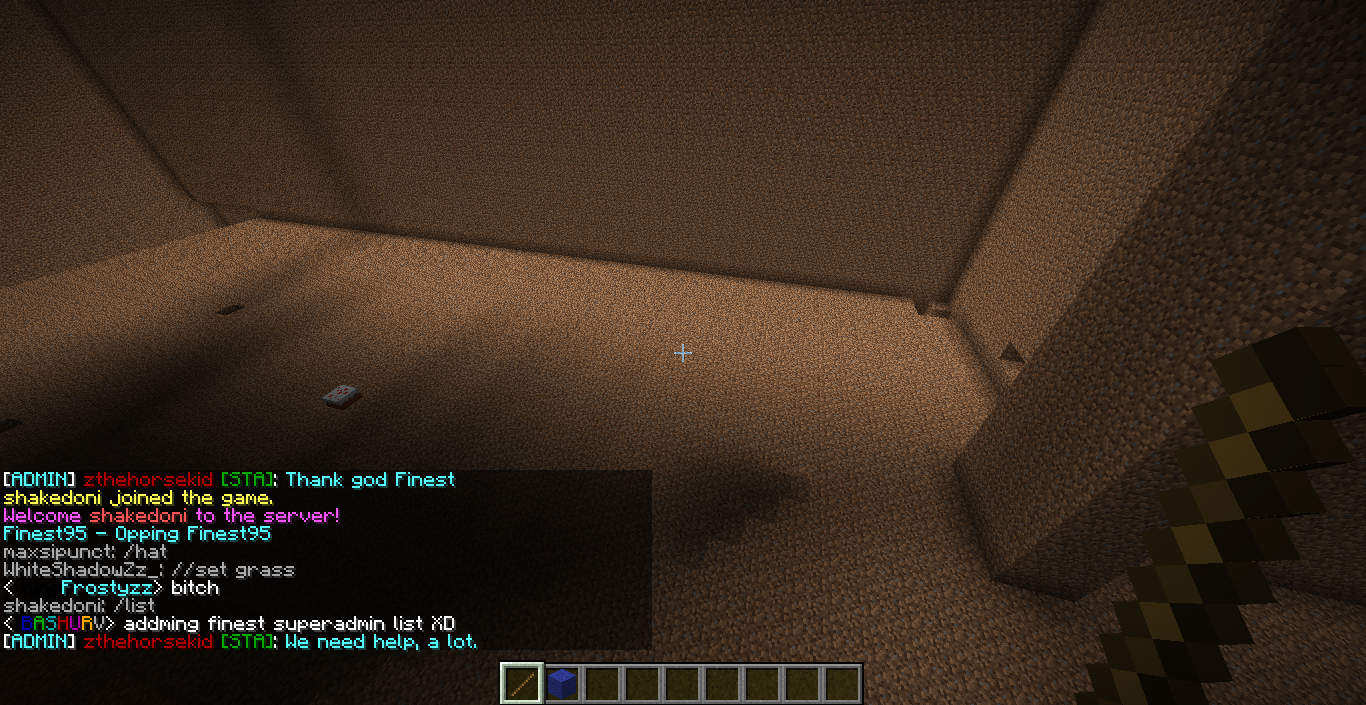 [ADMIN] zthehorsekid [STA]: Thank god Finest
shakedoni joined the game.
Welcome shakedoni to the server!
Finest95 - Opping Finest95
maxsipunct: /hat
WhiteShadowZz_: //set grass
< Frostyzz> bitch
shakedoni: /list
< BASHURV> addming finest superadmin list XD
[ADMIN] zthehorsekid [STA]: We need help, a lot.